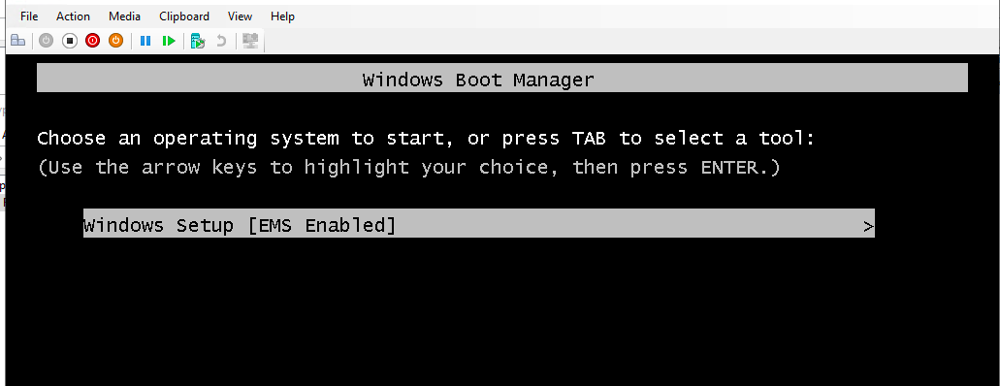 File Action Media Clipboard View Help
Windows Boot Manager
Choose an operating system to start, or press TAB to select a tool:
(Use the arrow keys to highlight your choice, then press ENTER.)
Windows Setup [EMS Enabled] >